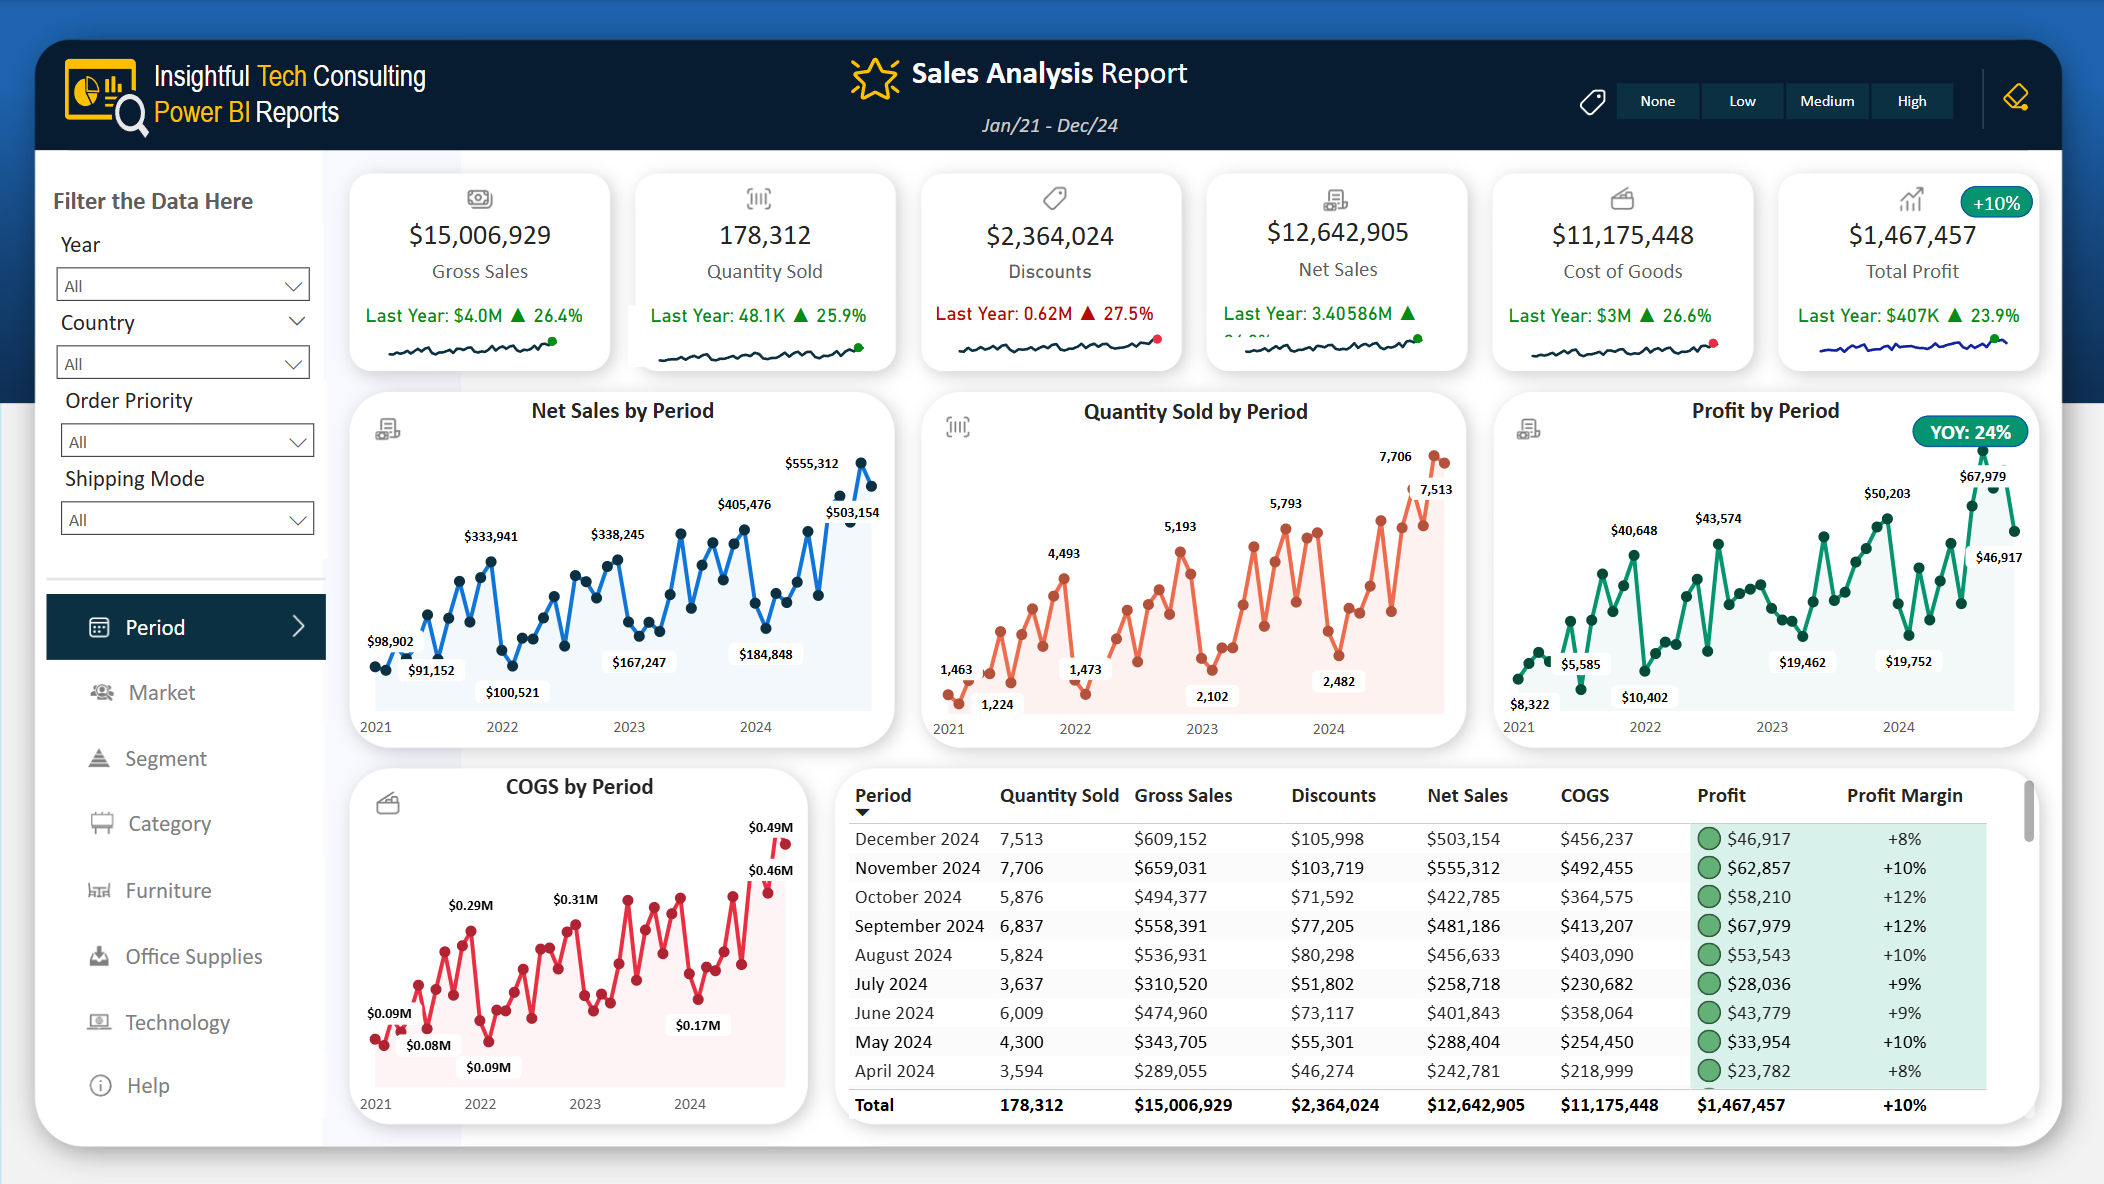 Insightful Tech Consulting
Power BI Reports
Sales Analysis Report
Jan/21 - Dec/24
None Low Medium High
Filter the Data Here
Year
All
Country
All
Order Priority
All
Shipping Mode
All
Period
Market
Segment
Category
Furniture
Office Supplies
Technology
Help
$15,006,929
Gross Sales
Last Year: $4.0M ▲ 26.4%
178,312
Quantity Sold
Last Year: 48.1K ▲ 25.9%
$2,364,024
Discounts
Last Year: 0.62M ▲ 27.5%
$12,642,905
Net Sales
Last Year: 3.40586M ▲
$11,175,448
Cost of Goods
Last Year: $3M ▲ 26.6%
+10%
$1,467,457
Total Profit
Last Year: $407K ▲ 23.9%
Net Sales by Period
$555,312
$405,476
$503,154
$333,941
$338,245
$98,902
$91,152
$167,247
$184,848
$100,521
2021 2022 2023 2024
Quantity Sold by Period
7,706
7,513
5,793
5,193
4,493
1,463
1,473
1,224
2,102
2,482
2021 2022 2023 2024
Profit by Period
YOY: 24%
$67,979
$50,203
$43,574
$40,648
$46,917
$5,585
$19,462
$19,752
$10,402
$8,322
2021 2022 2023 2024
COGS by Period
$0.49M
$0.46M
$0.31M
$0.29M
$0.09M
$0.08M
$0.17M
$0.09M
2021 2022 2023 2024
Period Quantity Sold Gross Sales Discounts Net Sales COGS Profit Profit Margin
December 2024 7,513 $609,152 $105,998 $503,154 $456,237 $46,917 +8%
November 2024 7,706 $659,031 $103,719 $555,312 $492,455 $62,857 +10%
October 2024 5,876 $494,377 $71,592 $422,785 $364,575 $58,210 +12%
September 2024 6,837 $558,391 $77,205 $481,186 $413,207 $67,979 +12%
August 2024 5,824 $536,931 $80,298 $456,633 $403,090 $53,543 +10%
July 2024 3,637 $310,520 $51,802 $258,718 $230,682 $28,036 +9%
June 2024 6,009 $474,960 $73,117 $401,843 $358,064 $43,779 +9%
May 2024 4,300 $343,705 $55,301 $288,404 $254,450 $33,954 +10%
April 2024 3,594 $289,055 $46,274 $242,781 $218,999 $23,782 +8%
Total 178,312 $15,006,929 $2,364,024 $12,642,905 $11,175,448 $1,467,457 +10%